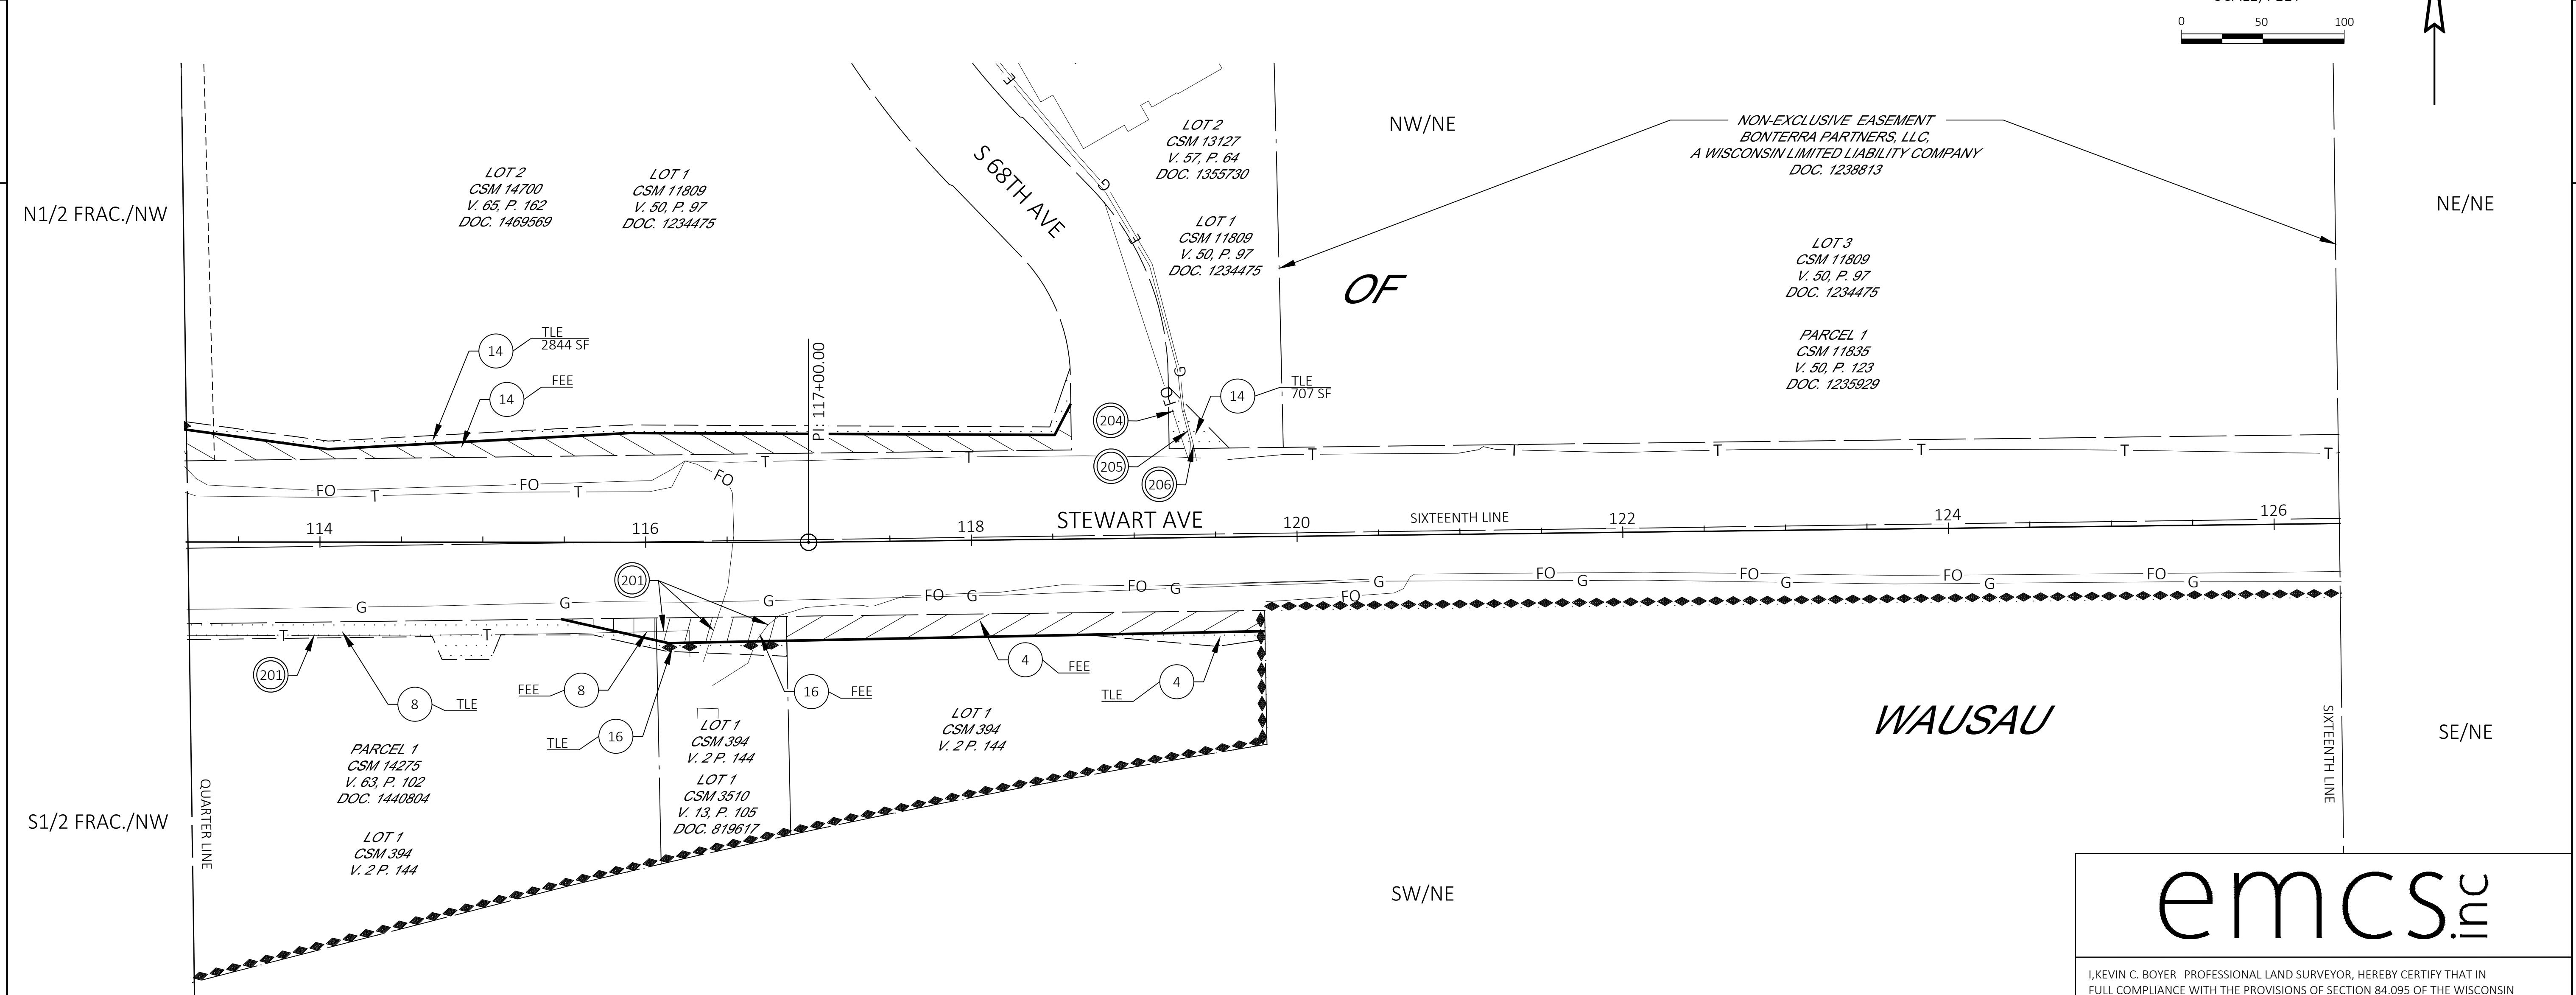 0 50 100
N1/2 FRAC./NW
LOT 2
CSM 14700
V. 65, P. 162
DOC. 1469569
LOT 1
CSM 11809
V. 50, P. 97
DOC. 1234475
S 68TH AVE
E
G
E
G
FO
LOT 2
CSM 13127
V. 57, P. 64
DOC. 1355730
LOT 1
CSM 11809
V. 50, P. 97
DOC. 1234475
NW/NE
NON-EXCLUSIVE EASEMENT
BONTERRA PARTNERS, LLC,
A WISCONSIN LIMITED LIABILITY COMPANY
DOC. 1238813
NE/NE
OF
LOT 3
CSM 11809
V. 50, P. 97
DOC. 1234475
PARCEL 1
CSM 11835
V. 50, P. 123
DOC. 1235929
14
TLE
2844 SF
14
FEE
PI: 117+00.00
14
TLE
707 SF
204
205
206
T T T T T T T T
FO T FO T FO
114 116 118 120 122 124 126
STEWART AVE
SIXTEENTH LINE
201
G G G FO G FO G FO G FO G FO G FO G FO G
T T
201
8
TLE
FEE
8
TLE
16
16
FEE
4
FEE
TLE
4
PARCEL 1
CSM 14275
V. 63, P. 102
DOC. 1440804
LOT 1
CSM 394
V. 2 P. 144
LOT 1
CSM 394
V. 2 P. 144
LOT 1
CSM 3510
V. 13, P. 105
DOC. 819617
LOT 1
CSM 394
V. 2 P. 144
WAUSAU
QUARTER LINE
SIXTEENTH LINE
SE/NE
S1/2 FRAC./NW
SW/NE
emcs.inc
I,KEVIN C. BOYER PROFESSIONAL LAND SURVEYOR, HEREBY CERTIFY THAT IN
FULL COMPLIANCE WITH THE PROVISIONS OF SECTION 84.095 OF THE WISCONSIN